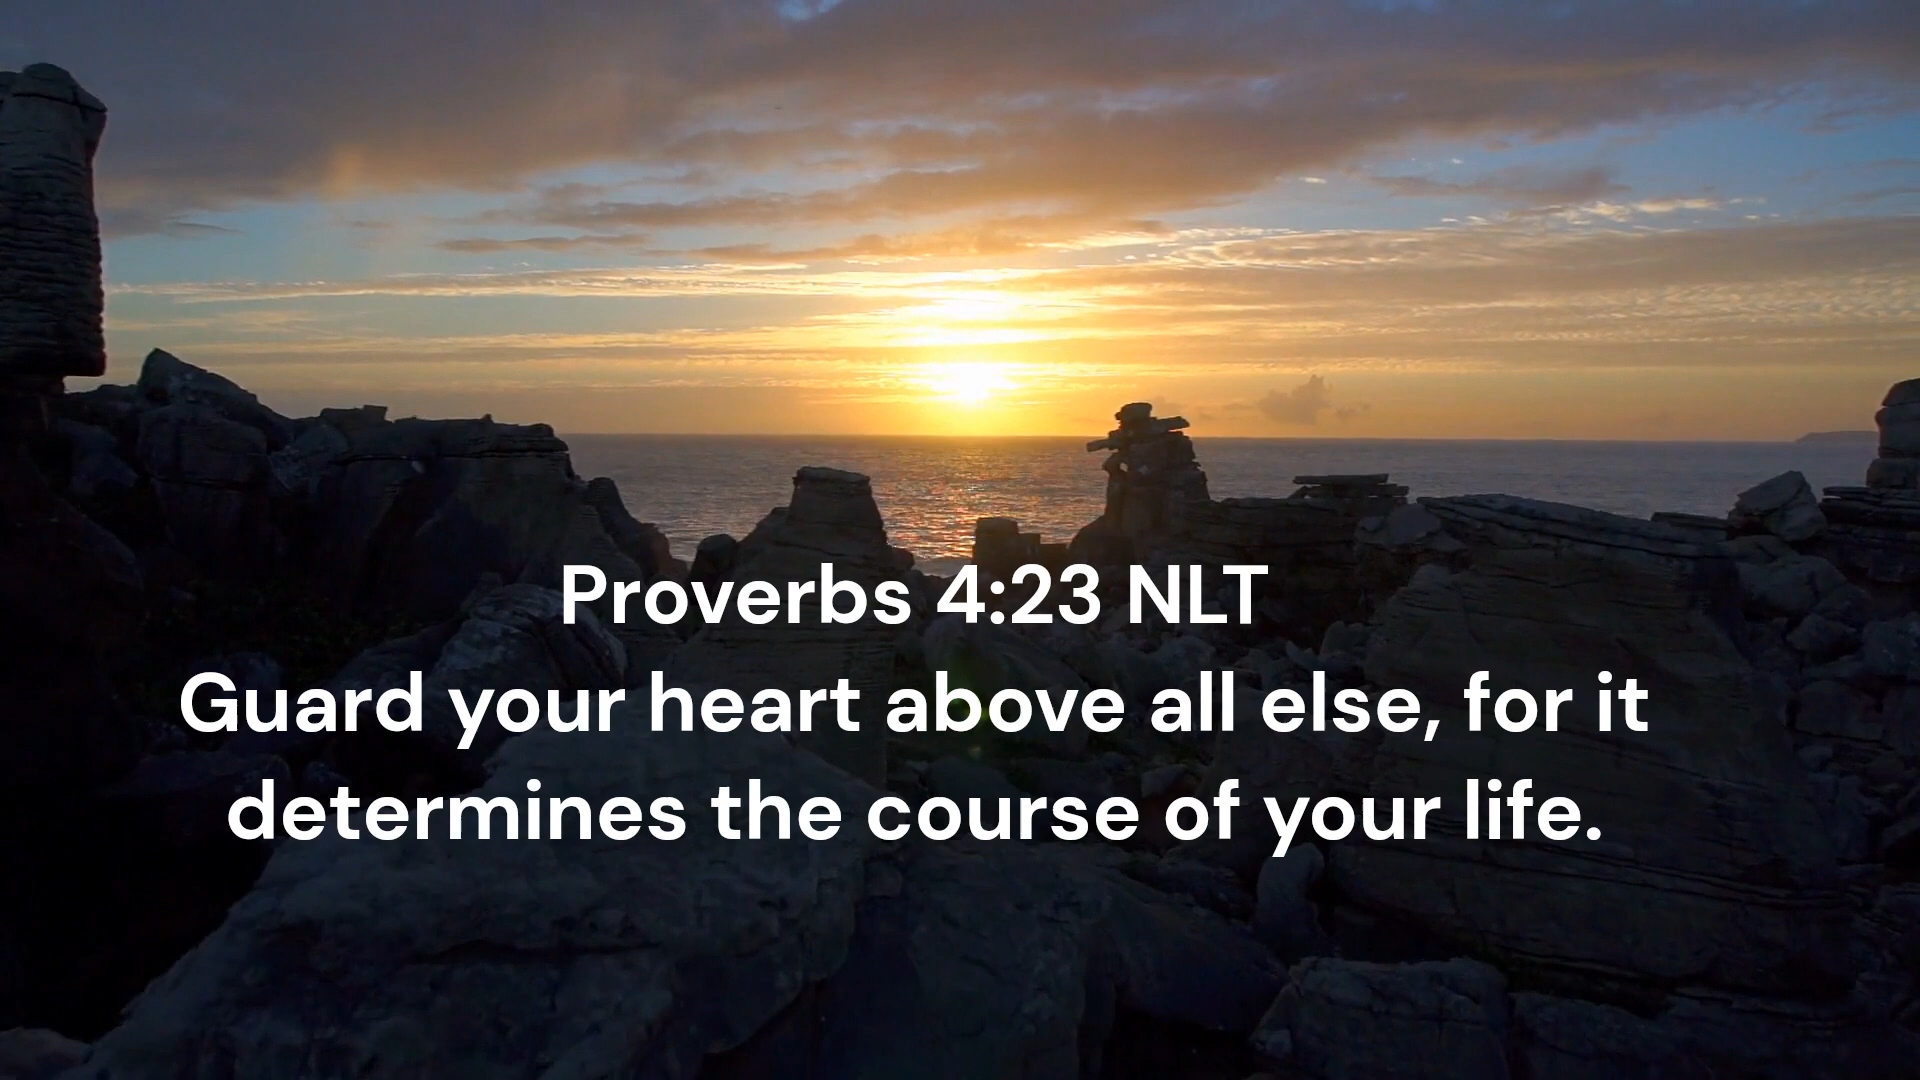 Proverbs 4:23 NLT
Guard your heart above all else, for it
determines the course of your life.